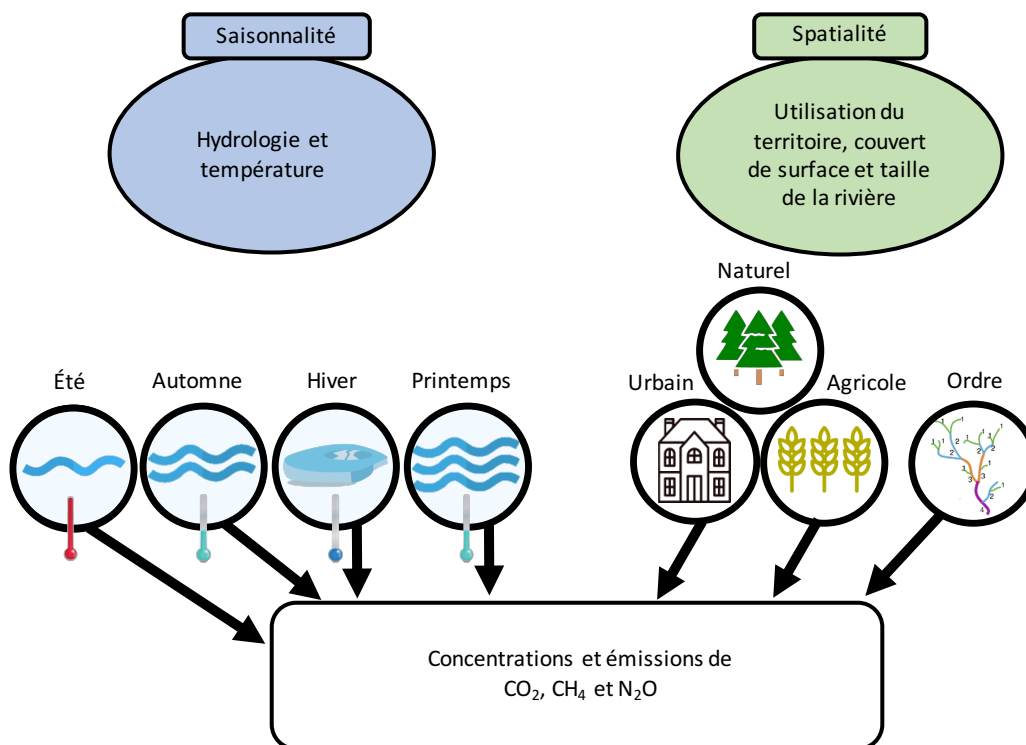 Saisonnalité
Spatialité
Hydrologie et
température
Utilisation du
territoire, couvert
de surface et taille
de la rivière
Naturel
Été
Automne
Hiver
Printemps
Urbain
Agricole
Ordre
Concentrations et émissions de
CO₂, CH₄ et N₂O